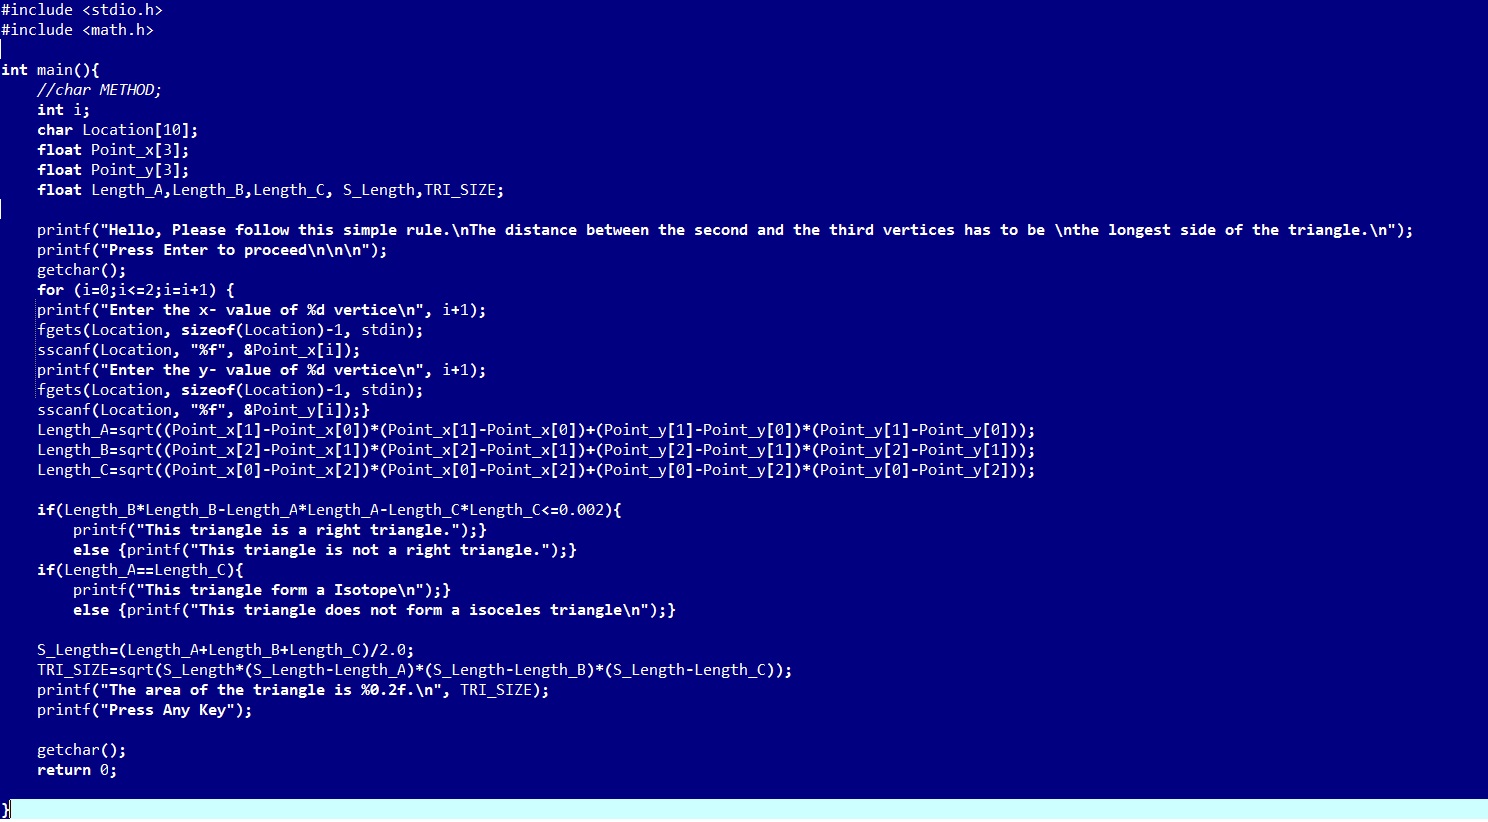 #include <stdio.h>
#include <math.h>
int main(){
//char METHOD;
int i;
char Location[10];
float Point_x[3];
float Point_y[3];
float Length_A,Length_B,Length_C, S_Length,TRI_SIZE;
printf("Hello, Please follow this simple rule.\nThe distance between the second and the third vertices has to be \nthe longest side of the triangle.\n");
printf("Press Enter to proceed\n\n\n");
getchar();
for (i=0;i<=2;i=i+1) {
printf("Enter the x- value of %d vertice\n", i+1);
fgets(Location, sizeof(Location)-1, stdin);
sscanf(Location, "%f", &Point_x[i]);
printf("Enter the y- value of %d vertice\n", i+1);
fgets(Location, sizeof(Location)-1, stdin);
sscanf(Location, "%f", &Point_y[i]);}
Length_A=sqrt((Point_x[1]-Point_x[0])*(Point_x[1]-Point_x[0])+(Point_y[1]-Point_y[0])*(Point_y[1]-Point_y[0]));
Length_B=sqrt((Point_x[2]-Point_x[1])*(Point_x[2]-Point_x[1])+(Point_y[2]-Point_y[1])*(Point_y[2]-Point_y[1]));
Length_C=sqrt((Point_x[0]-Point_x[2])*(Point_x[0]-Point_x[2])+(Point_y[0]-Point_y[2])*(Point_y[0]-Point_y[2]));
if(Length_B*Length_B-Length_A*Length_A-Length_C*Length_C<=0.002){
printf("This triangle is a right triangle.");}
else {printf("This triangle is not a right triangle.");}
if(Length_A==Length_C){
printf("This triangle form a Isotope\n");}
else {printf("This triangle does not form a isoceles triangle\n");}
S_Length=(Length_A+Length_B+Length_C)/2.0;
TRI_SIZE=sqrt(S_Length*(S_Length-Length_A)*(S_Length-Length_B)*(S_Length-Length_C));
printf("The area of the triangle is %0.2f.\n", TRI_SIZE);
printf("Press Any Key");
getchar();
return 0;
}